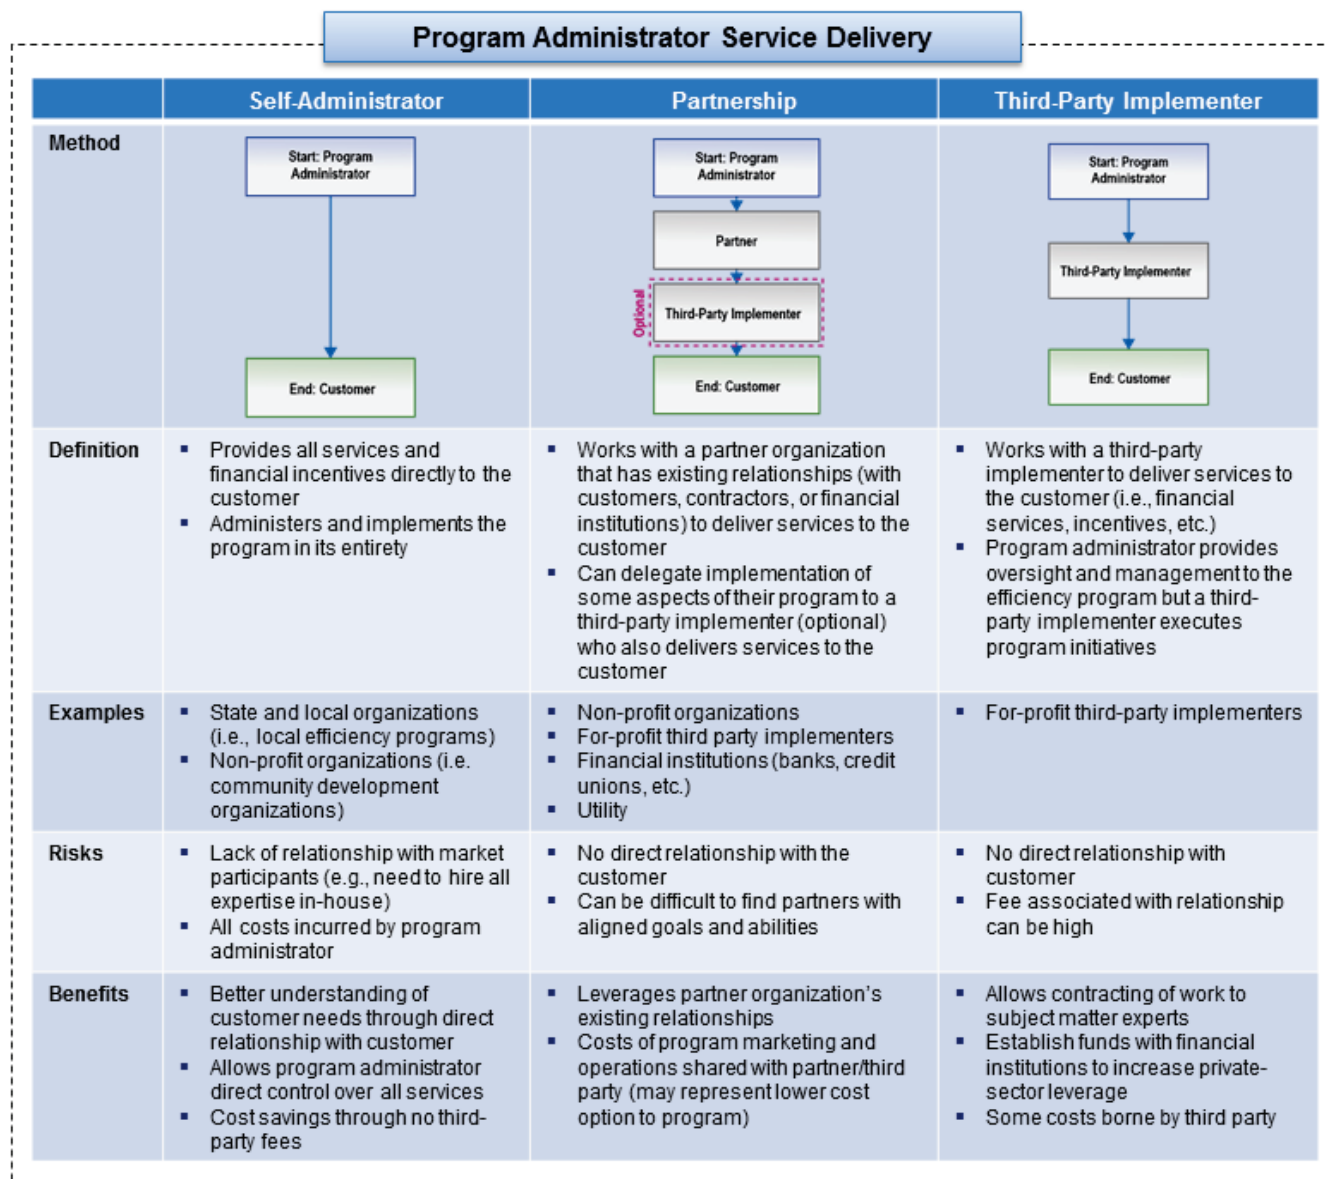 Program Administrator Service Delivery
Self-Administrator
Partnership
Third-Party Implementer
Method
Start: Program
Administrator
End: Customer
Start: Program
Administrator
Partner
Optional
Third-Party Implementer
End: Customer
Start: Program
Administrator
Third-Party Implementer
End: Customer
Definition
▪ Provides all services and
financial incentives directly to the
customer
▪ Administers and implements the
program in its entirety
▪ Works with a partner organization
that has existing relationships (with
customers, contractors, or financial
institutions) to deliver services to the
customer
▪ Can delegate implementation of
some aspects of their program to a
third-party implementer (optional)
who also delivers services to the
customer
▪ Works with a third-party
implementer to deliver services to
the customer (i.e., financial
services, incentives, etc.)
▪ Program administrator provides
oversight and management to the
efficiency program but a third-
party implementer executes
program initiatives
Examples
▪ State and local organizations
(i.e., local efficiency programs)
▪ Non-profit organizations (i.e.
community development
organizations)
▪ Non-profit organizations
▪ For-profit third party implementers
▪ Financial institutions (banks, credit
unions, etc.)
▪ Utility
▪ For-profit third-party implementers
Risks
▪ Lack of relationship with market
participants (e.g., need to hire all
expertise in-house)
▪ All costs incurred by program
administrator
▪ No direct relationship with the
customer
▪ Can be difficult to find partners with
aligned goals and abilities
▪ No direct relationship with
customer
▪ Fee associated with relationship
can be high
Benefits
▪ Better understanding of
customer needs through direct
relationship with customer
▪ Allows program administrator
direct control over all services
▪ Cost savings through no third-
party fees
▪ Leverages partner organization's
existing relationships
▪ Costs of program marketing and
operations shared with partner/third
party (may represent lower cost
option to program)
▪ Allows contracting of work to
subject matter experts
▪ Establish funds with financial
institutions to increase private-
sector leverage
▪ Some costs borne by third party